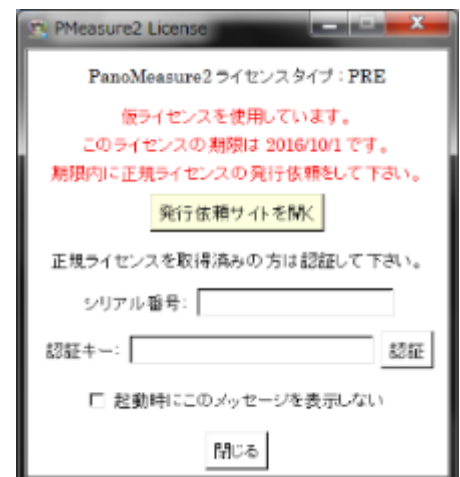 PMeasure2 License
PanoMeasure2 ライセンスタイプ : PRE
仮ライセンスを使用しています。
このライセンスの期限は 2016/10/1 です。
期限内に正規ライセンスの発行依頼をして下さい。
発行依頼サイトを開く
正規ライセンスを取得済みの方は認証して下さい。
シリアル番号:
認証キー: 認証
起動時にこのメッセージを表示しない
閉じる